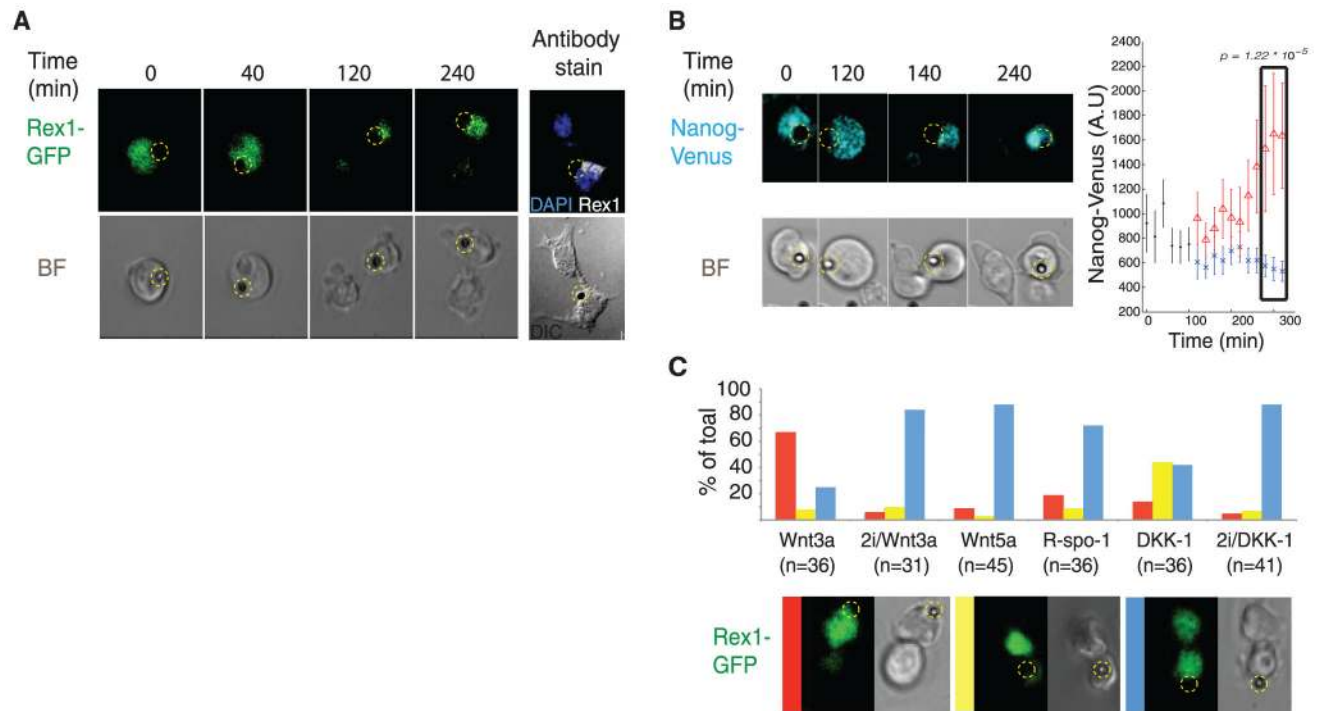 A
Time
(min)
0
40
120
240
Antibody
stain
Rex1-
GFP
DAPI Rex1
BF
DIC
B
Time
(min)
0
120
140
240
Nanog-
Venus
BF
p = 1.22 * 10⁻⁵
Nanog-Venus (A.U)
2400
2200
2000
1800
1600
1400
1200
1000
800
600
400
200
0
100
200
300
Time (min)
C
% of toal
100
80
60
40
20
Wnt3a 2i/Wnt3a Wnt5a R-spo-1 DKK-1 2i/DKK-1
(n=36) (n=31) (n=45) (n=36) (n=36) (n=41)
Rex1-
GFP